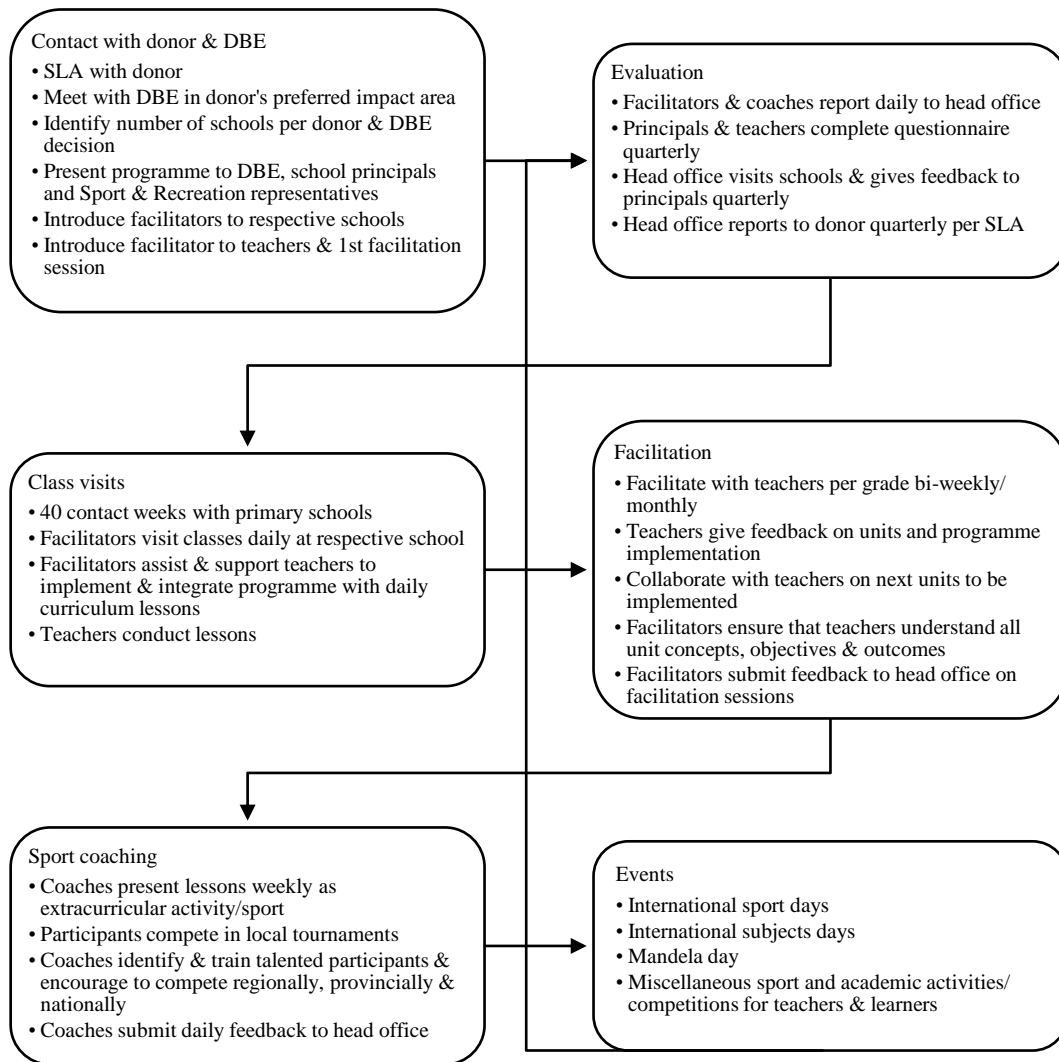 Contact with donor & DBE
• SLA with donor
• Meet with DBE in donor's preferred impact area
• Identify number of schools per donor & DBE
decision
• Present programme to DBE, school principals
and Sport & Recreation representatives
• Introduce facilitators to respective schools
• Introduce facilitator to teachers & 1st facilitation
session
Evaluation
• Facilitators & coaches report daily to head office
• Principals & teachers complete questionnaire
quarterly
• Head office visits schools & gives feedback to
principals quarterly
• Head office reports to donor quarterly per SLA
Class visits
• 40 contact weeks with primary schools
• Facilitators visit classes daily at respective school
• Facilitators assist & support teachers to
implement & integrate programme with daily
curriculum lessons
• Teachers conduct lessons
Facilitation
• Facilitate with teachers per grade bi-weekly/
monthly
• Teachers give feedback on units and programme
implementation
• Collaborate with teachers on next units to be
implemented
• Facilitators ensure that teachers understand all
unit concepts, objectives & outcomes
• Facilitators submit feedback to head office on
facilitation sessions
Sport coaching
• Coaches present lessons weekly as
extracurricular activity/sport
• Participants compete in local tournaments
• Coaches identify & train talented participants &
encourage to compete regionally, provincially &
nationally
• Coaches submit daily feedback to head office
Events
• International sport days
• International subjects days
• Mandela day
• Miscellaneous sport and academic activities/
competitions for teachers & learners